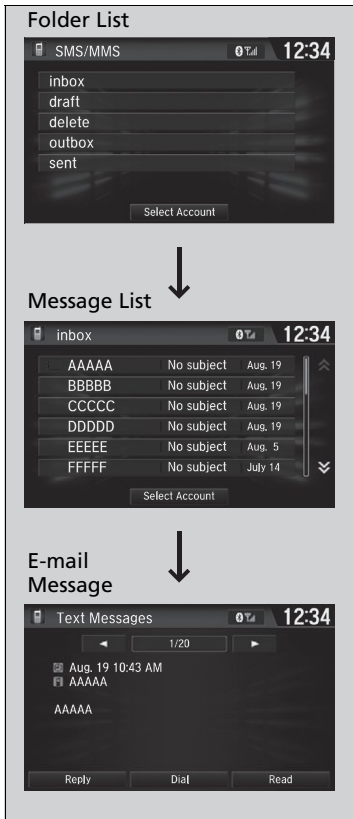 Folder List
SMS/MMS 12:34
inbox
draft
delete
outbox
sent
Select Account
Message List
inbox 12:34
AAAAA No subject Aug. 19
BBBBB No subject Aug. 19
CCCCC No subject Aug. 19
DDDDD No subject Aug. 19
EEEEE No subject Aug. 5
FFFFF No subject July 14
Select Account
E-mail
Message
Text Messages 12:34
1/20
Aug. 19 10:43 AM
AAAAA
AAAAA
Reply Dial Read